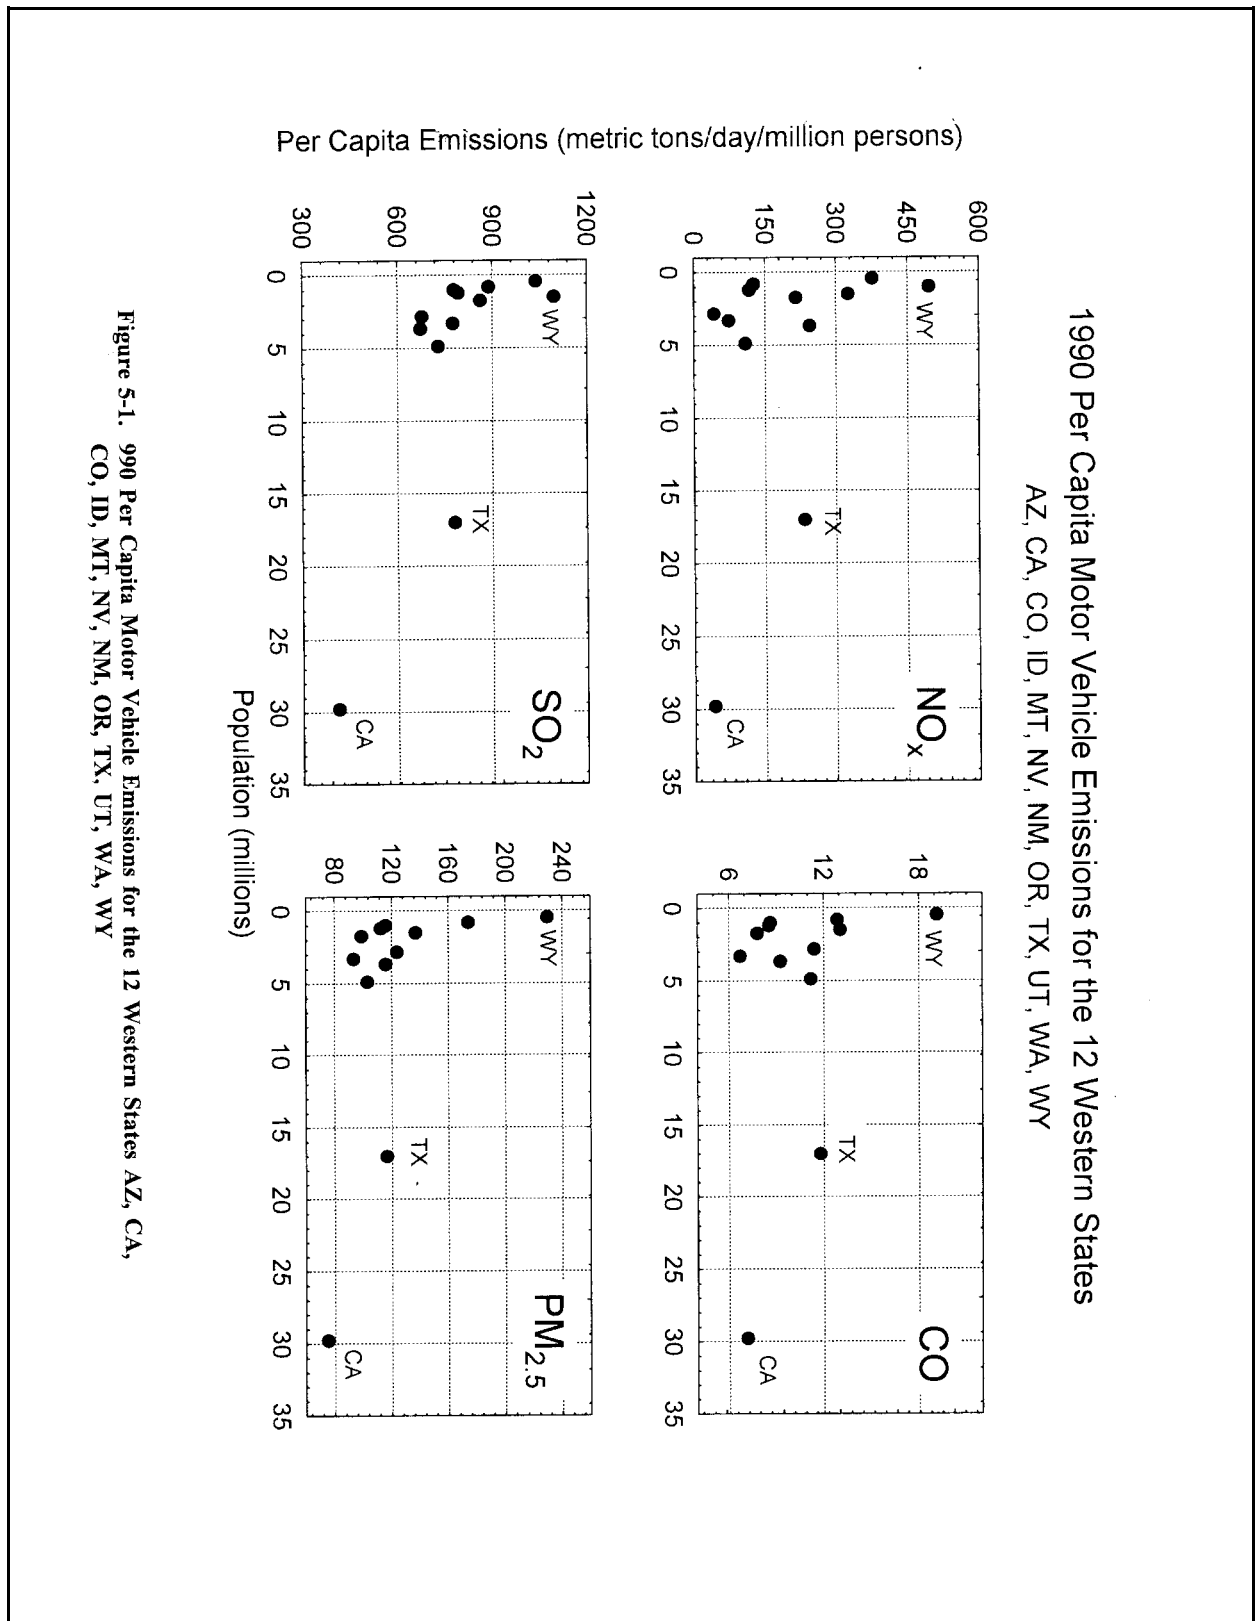 1990 Per Capita Motor Vehicle Emissions for the 12 Western States
AZ, CA, CO, ID, MT, NV, NM, OR, TX, UT, WA, WY
Per Capita Emissions (metric tons/day/million persons)
600
450
300
150
0
WY
TX
CA
NOx
0 5 10 15 20 25 30 35
18
12
6
WY
TX
CA
CO
0 5 10 15 20 25 30 35
1200
900
600
300
WY
TX
CA
SO2
0 5 10 15 20 25 30 35
240
200
160
120
80
WY
TX
CA
PM2.5
0 5 10 15 20 25 30 35
Population (millions)
Figure 5-1. 990 Per Capita Motor Vehicle Emissions for the 12 Western States AZ, CA,
CO, ID, MT, NV, NM, OR, TX, UT, WA, WY